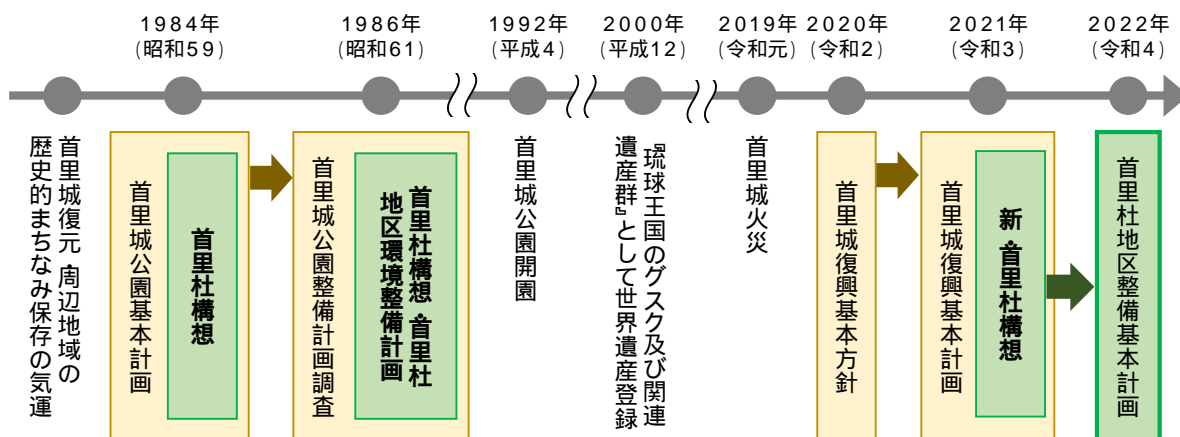 1984年
(昭和59)
1986年
(昭和61)
1992年
(平成4)
2000年
(平成12)
2019年
(令和元)
2020年
(令和2)
2021年
(令和3)
2022年
(令和4)
首里城復元・周辺地域の
歴史的まちなみ保存の気運
首里城公園基本計画
首里杜構想
首里城公園整備計画調査
首里杜構想・首里杜
地区環境整備計画
首里城公園開園
『琉球王国のグスク及び関連
遺産群』として世界遺産登録
首里城火災
首里城復興基本方針
首里城復興基本計画
新・首里杜構想
首里杜地区整備基本計画